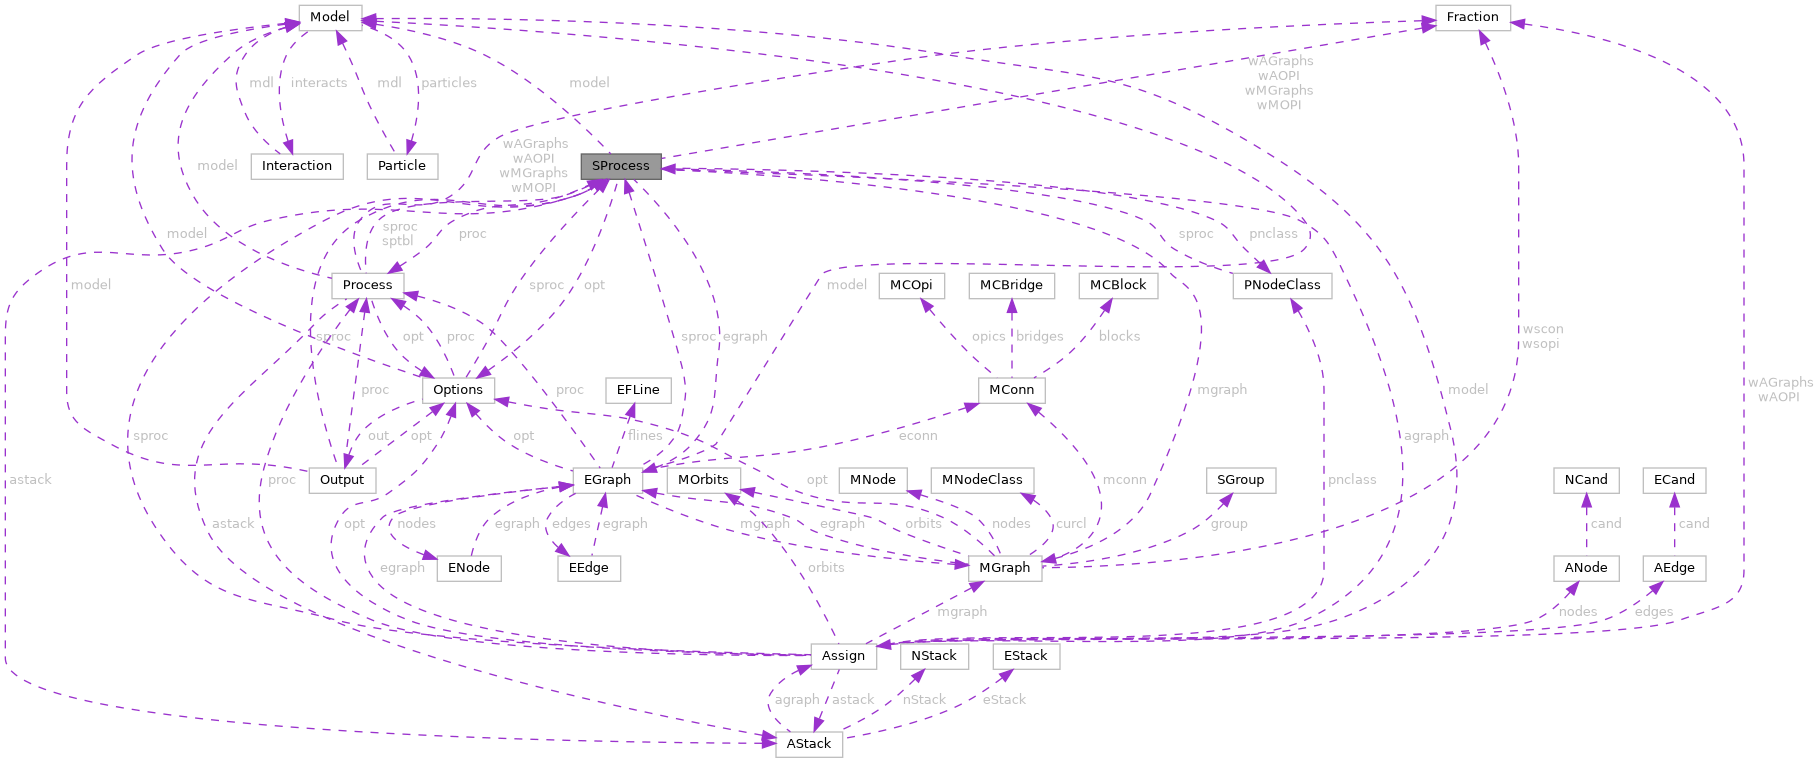 Model
Fraction
mdl
interacts
mdl
particles
model
wAGraphs
wAOPI
wMGraphs
wMOPI
wAGraphs
wAOPI
wMGraphs
wMOPI
Interaction
Particle
SProcess
model
model
sproc
sptbl
proc
sproc
pnclass
model
sproc
opt
model
Process
MCOpi
MCBridge
MCBlock
PNodeClass
sproc
opt
proc
sproc
egraph
opics
bridges
blocks
wscon
wsopi
proc
Options
proc
EFLine
MConn
mgraph
model
wAGraphs
wAOPI
sproc
out
opt
opt
flines
econn
agraph
astack
proc
Output
EGraph
MOrbits
opt
MNode
MNodeClass
mconn
SGroup
pnclass
NCand
ECand
astack
opt
nodes
egraph
edges
egraph
mgraph
egraph
orbits
nodes
curcl
group
cand
cand
egraph
ENode
EEdge
orbits
MGraph
ANode
AEdge
mgraph
nodes
edges
Assign
NStack
EStack
agraph
astack
nStack
eStack
AStack